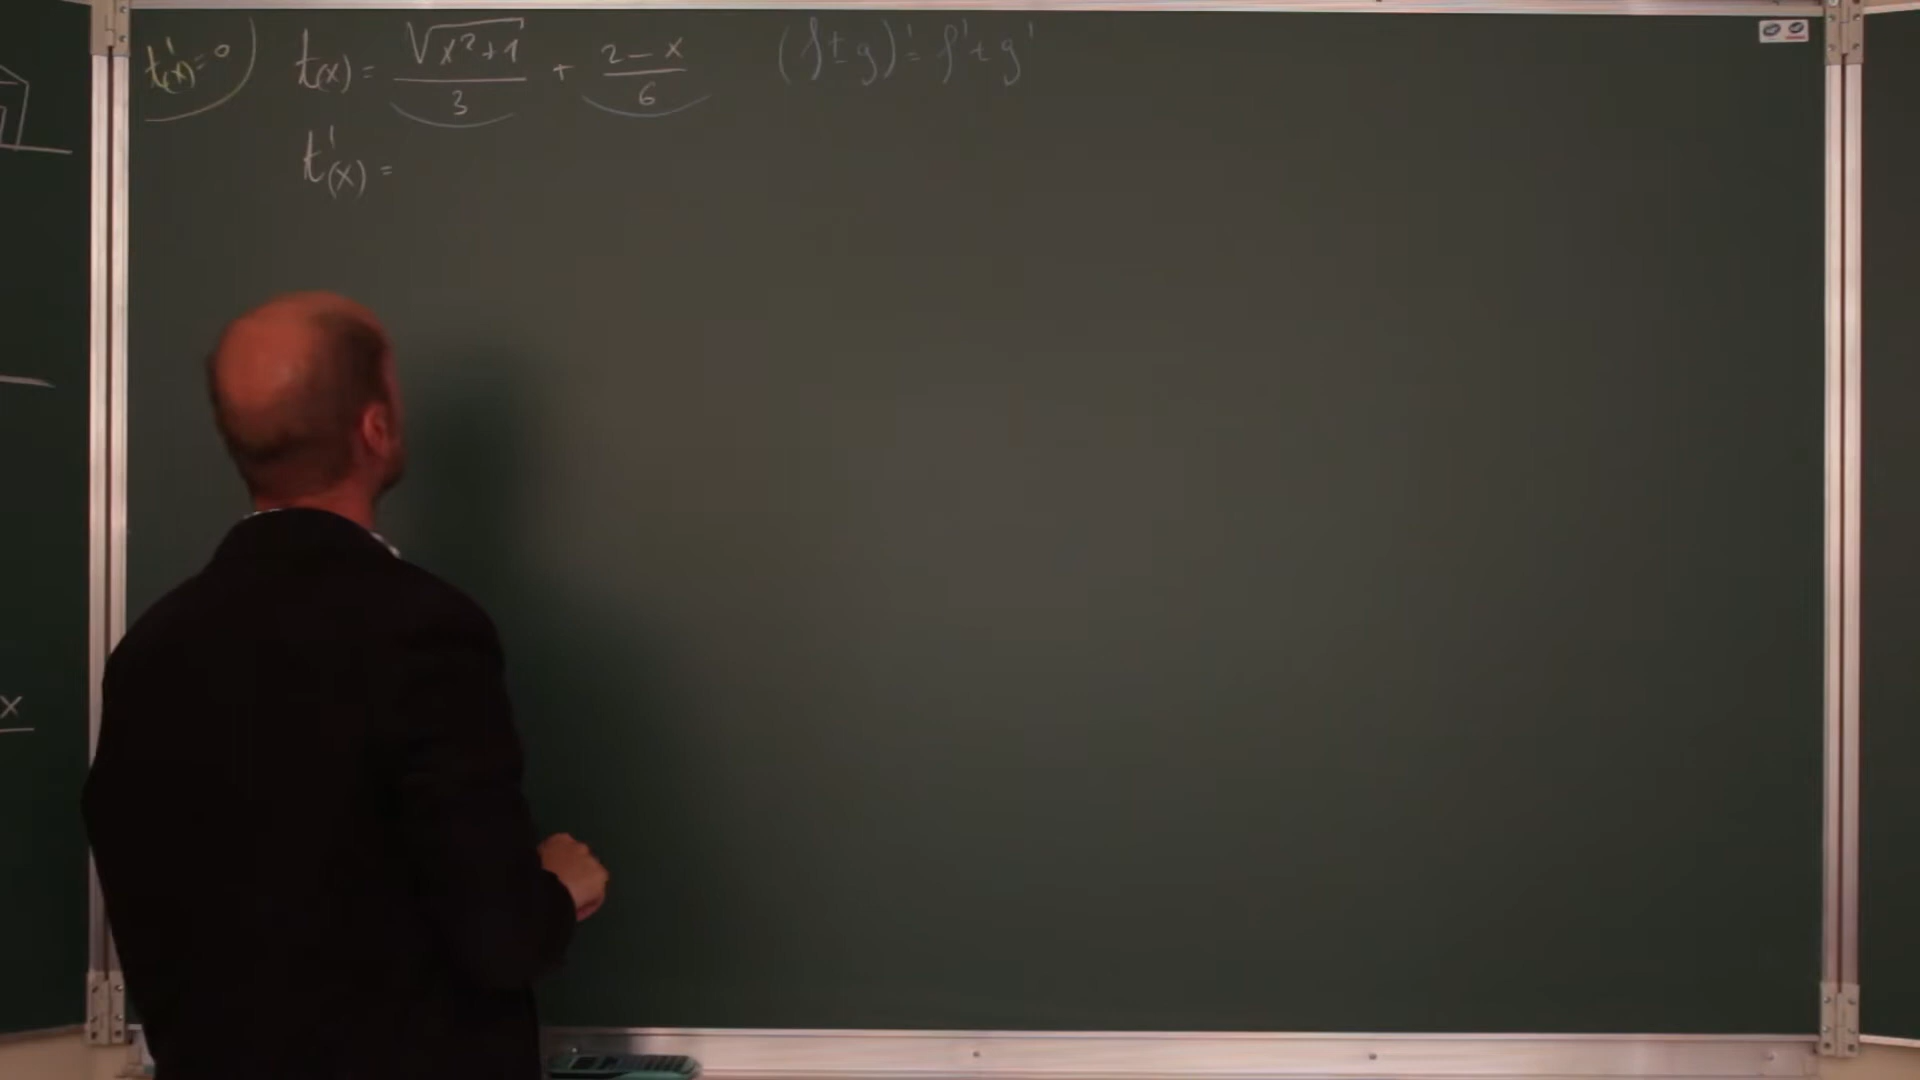 t'(x)=0
t(x) = √(x²+1)/3 + (2-x)/6 (f±g)'=f'±g'
t'(x) =
x